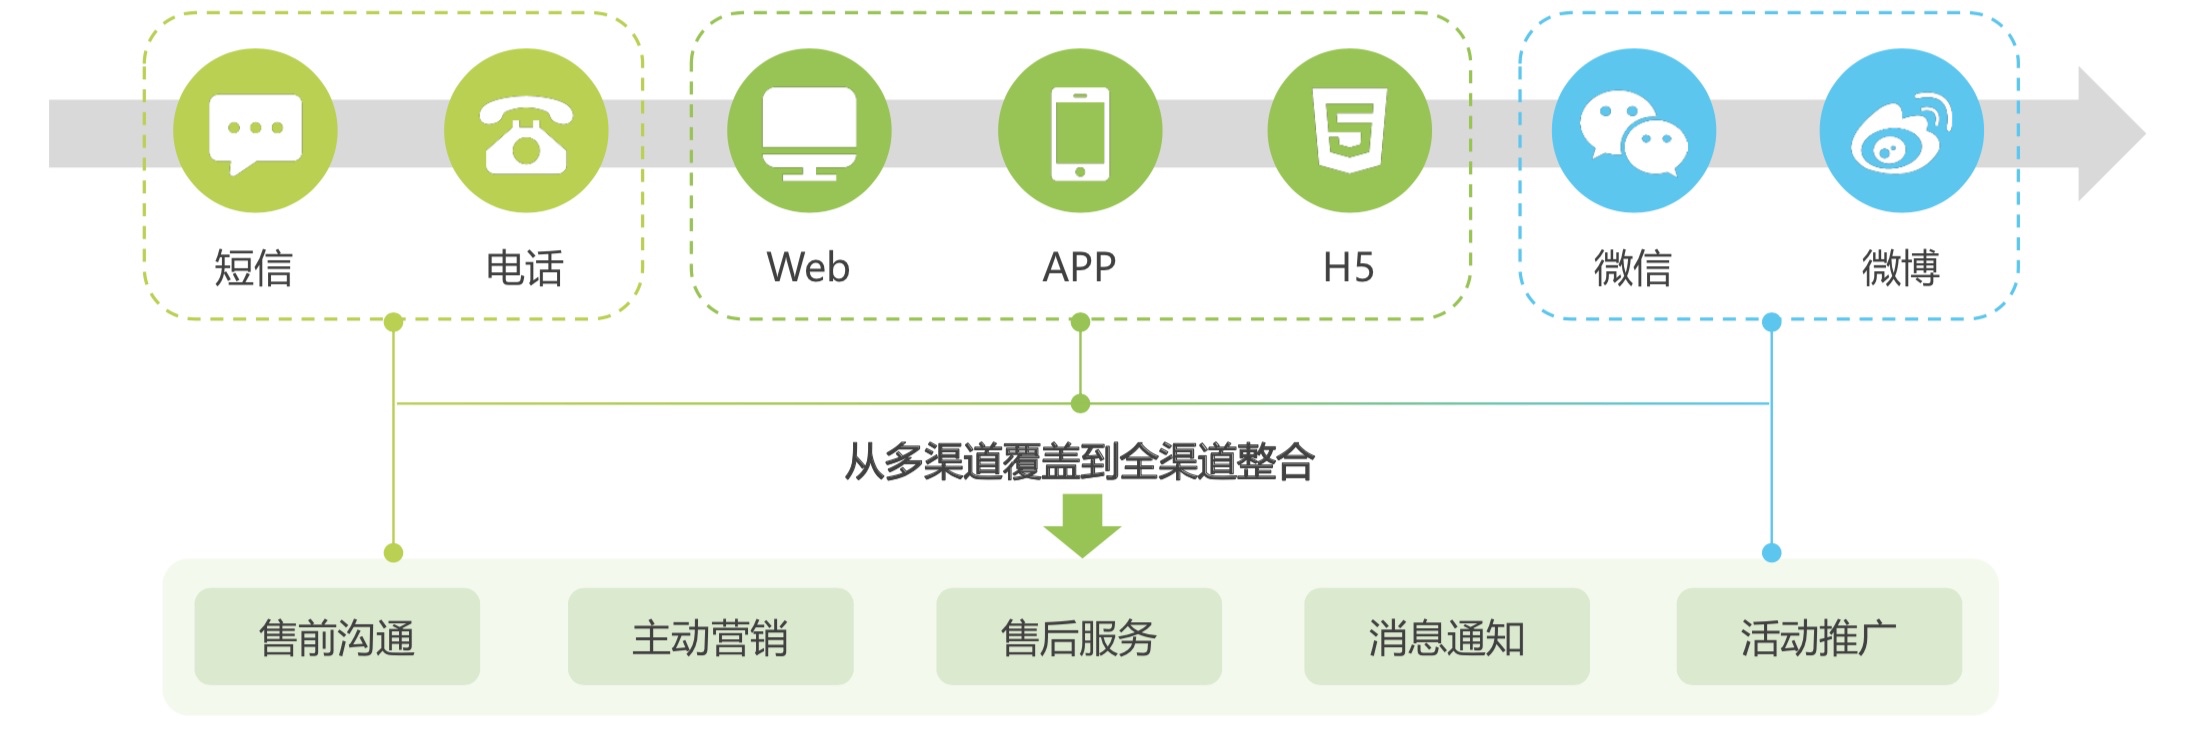 短信
电话
Web
APP
H5
微信
微博
从多渠道覆盖到全渠道整合
售前沟通
主动营销
售后服务
消息通知
活动推广